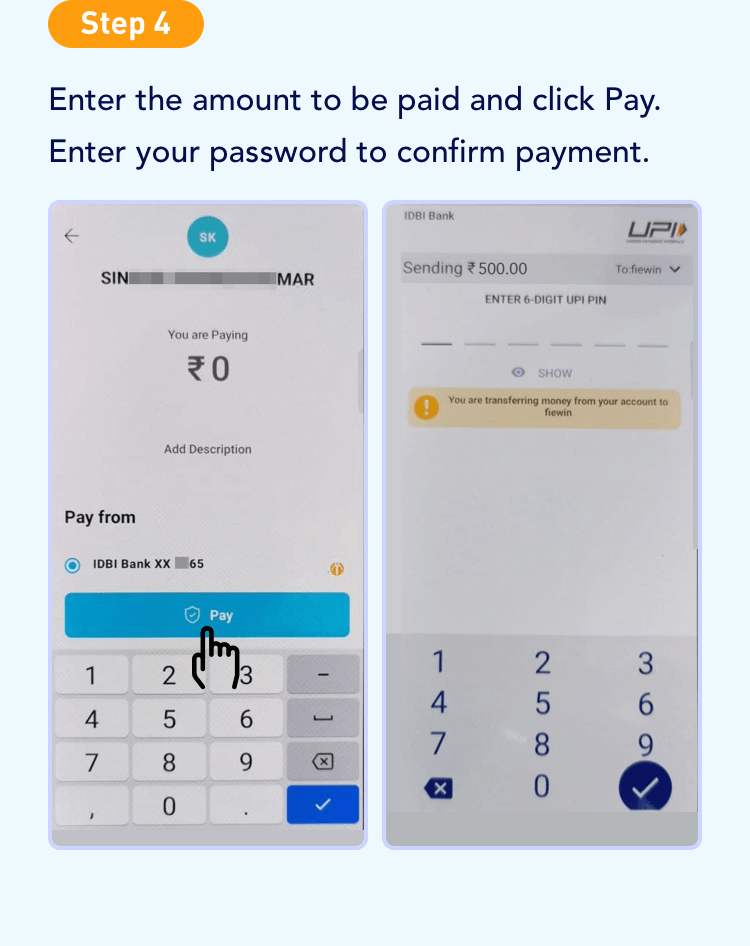 Step 4
Enter the amount to be paid and click Pay.
Enter your password to confirm payment.
SK
SIN
MAR
You are Paying
₹0
Add Description
Pay from
IDBI Bank XX 65
Pay
1 2 3 –
4 5 6
7 8 9
, 0 .
IDBI Bank
UPI
Sending ₹ 500.00
To:fiewin
ENTER 6-DIGIT UPI PIN
SHOW
You are transferring money from your account to
fiewin
1 2 3
4 5 6
7 8 9
0